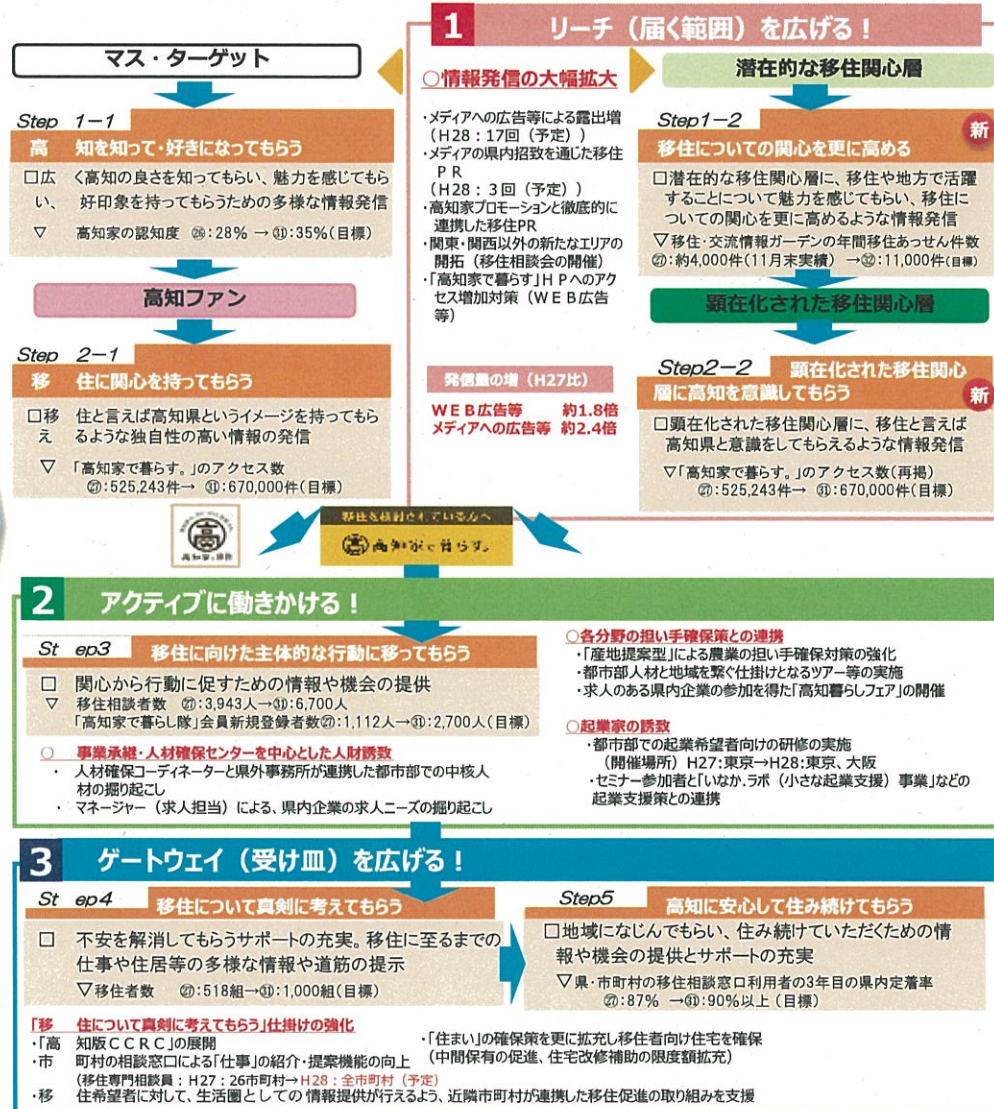 1 リーチ（届く範囲）を広げる！
マス・ターゲット
Step 1－1
高 知を知って・好きになってもらう
□広 く高知の良さを知ってもらい、魅力を感じてもら
い、 好印象を持ってもらうための多様な情報発信
▽ 高知家の認知度 ㉖：28% → ㉛：35%(目標)
高知ファン
Step 2－1
移 住に関心を持ってもらう
□移 住と言えば高知県というイメージを持ってもら
え るような独自性の高い情報の発信
▽ 「高知家で暮らす。」のアクセス数
㉗：525,243件→ ㉛：670,000件(目標)
○情報発信の大幅拡大
・メディアへの広告等による露出増
（H28：17回（予定））
・メディアの県内招致を通じた移住
ＰＲ
（H28：3回（予定））
・高知家プロモーションと徹底的に
連携した移住PR
・関東・関西以外の新たなエリアの
開拓（移住相談会の開催）
・「高知家で暮らす」ＨＰへのアク
セス増加対策（ＷＥＢ広告
等）
発信量の増（H27比）
ＷＥＢ広告等 約1.8倍
メディアへの広告等 約2.4倍
潜在的な移住関心層
Step1－2
新
移住についての関心を更に高める
□潜在的な移住関心層に、移住や地方で活躍
することについて魅力を感じてもらい、移住に
ついての関心を更に高めるような情報発信
▽移住・交流情報ガーデンの年間移住あっせん件数
㉗：約4,000件(11月末実績) →㉜：11,000件(目標)
顕在化された移住関心層
Step2－2 顕在化された移住関心
層に高知を意識してもらう
新
□顕在化された移住関心層に、移住と言えば
高知県と意識をしてもらえるような情報発信
▽「高知家で暮らす。」のアクセス数(再掲)
㉗：525,243件→ ㉛：670,000件(目標)
高
移住を検討されている方へ
高知家で暮らす。
2 アクティブに働きかける！
St ep3 移住に向けた主体的な行動に移ってもらう
□ 関心から行動に促すための情報や機会の提供
▽ 移住相談者数 ㉗：3,943人→㉛：6,700人
「高知家で暮らし隊」会員新規登録者数㉗：1,112人→㉛：2,700人(目標)
○ 事業承継・人材確保センターを中心とした人財誘致
・ 人材確保コーディネーターと県外事務所が連携した都市部での中核人
材の掘り起こし
・ マネージャー（求人担当）による、県内企業の求人ニーズの掘り起こし
○各分野の担い手確保策との連携
・「産地提案型」による農業の担い手確保対策の強化
・都市部人材と地域を繋ぐ仕掛けとなるツアー等の実施
・求人のある県内企業の参加を得た「高知暮らしフェア」の開催
○起業家の誘致
・都市部での起業希望者向けの研修の実施
（開催場所）H27：東京→H28：東京、大阪
・セミナー参加者と「いなか.ラボ（小さな起業支援）事業」などの
起業支援策との連携
3 ゲートウェイ（受け皿）を広げる！
St ep4 移住について真剣に考えてもらう
□ 不安を解消してもらうサポートの充実。移住に至るまでの
仕事や住居等の多様な情報や道筋の提示
▽移住者数 ㉗：518組→㉛：1,000組(目標)
Step5 高知に安心して住み続けてもらう
□地域になじんでもらい、住み続けていただくための情
報や機会の提供とサポートの充実
▽県・市町村の移住相談窓口利用者の3年目の県内定着率
㉗：87% →㉛：90%以上(目標)
「移 住について真剣に考えてもらう」仕掛けの強化
・「高 知版ＣＣＲＣ」の展開
・市 町村の相談窓口による「仕事」の紹介・提案機能の向上
(移住専門相談員：H27：26市町村→H28：全市町村（予定）
・「住まい」の確保策を更に拡充し移住者向け住宅を確保
（中間保有の促進、住宅改修補助の限度額拡充）
・移 住希望者に対して、生活圏としての情報提供が行えるよう、近隣市町村が連携した移住促進の取り組みを支援